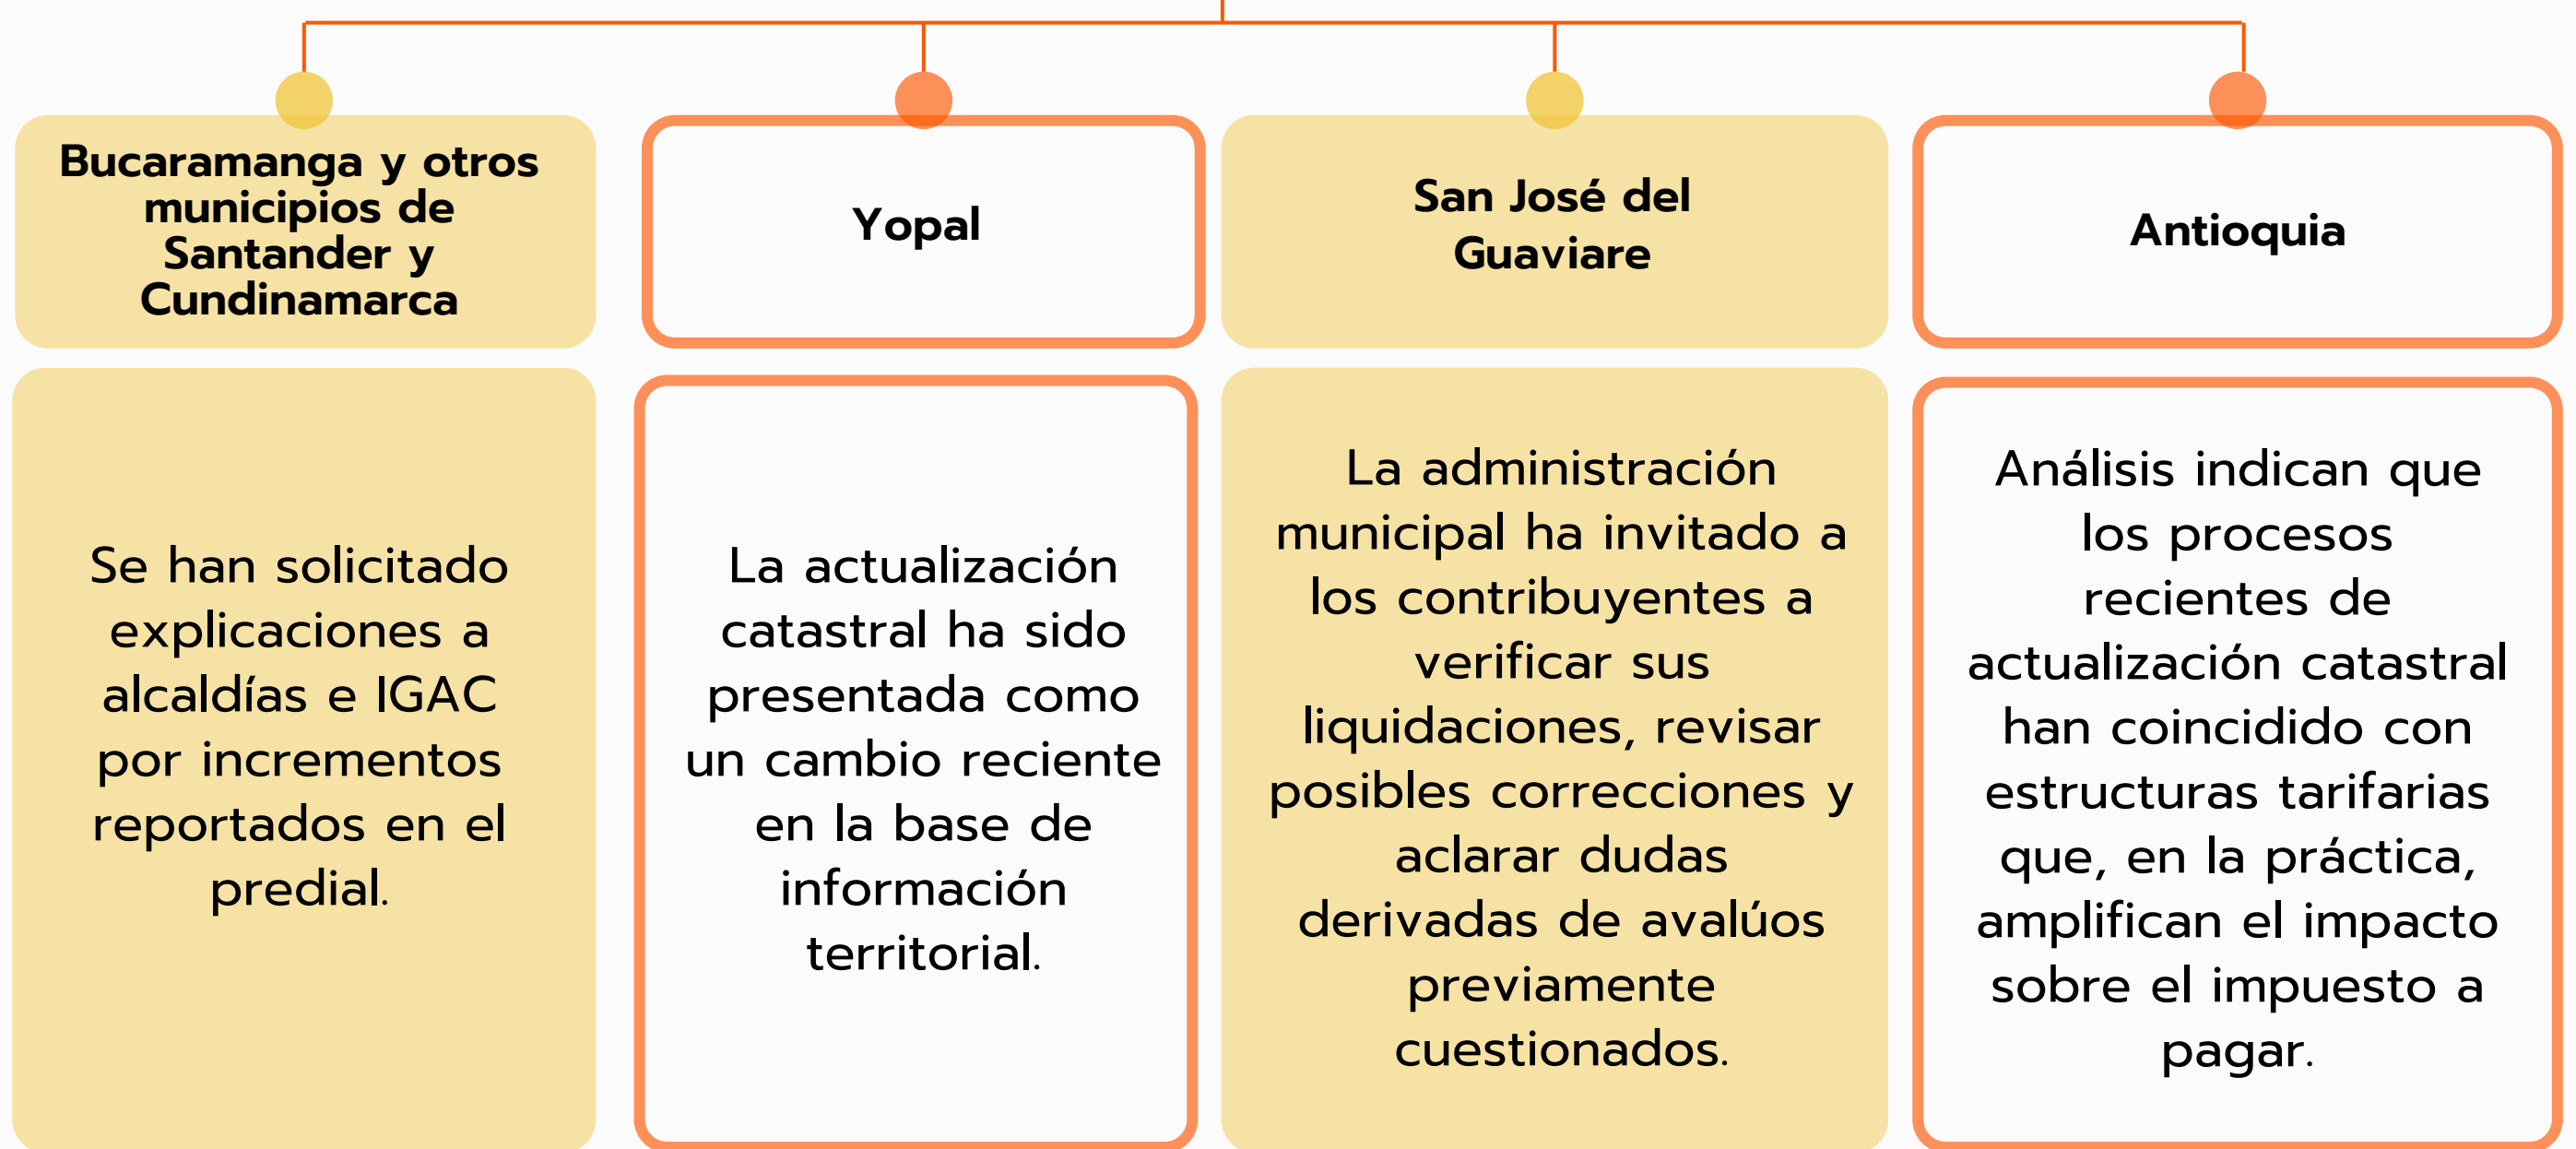 Bucaramanga y otros
municipios de
Santander y
Cundinamarca
Se han solicitado
explicaciones a
alcaldías e IGAC
por incrementos
reportados en el
predial.
Yopal
La actualización
catastral ha sido
presentada como
un cambio reciente
en la base de
información
territorial.
San José del
Guaviare
La administración
municipal ha invitado a
los contribuyentes a
verificar sus
liquidaciones, revisar
posibles correcciones y
aclarar dudas
derivadas de avalúos
previamente
cuestionados.
Antioquia
Análisis indican que
los procesos
recientes de
actualización catastral
han coincidido con
estructuras tarifarias
que, en la práctica,
amplifican el impacto
sobre el impuesto a
pagar.